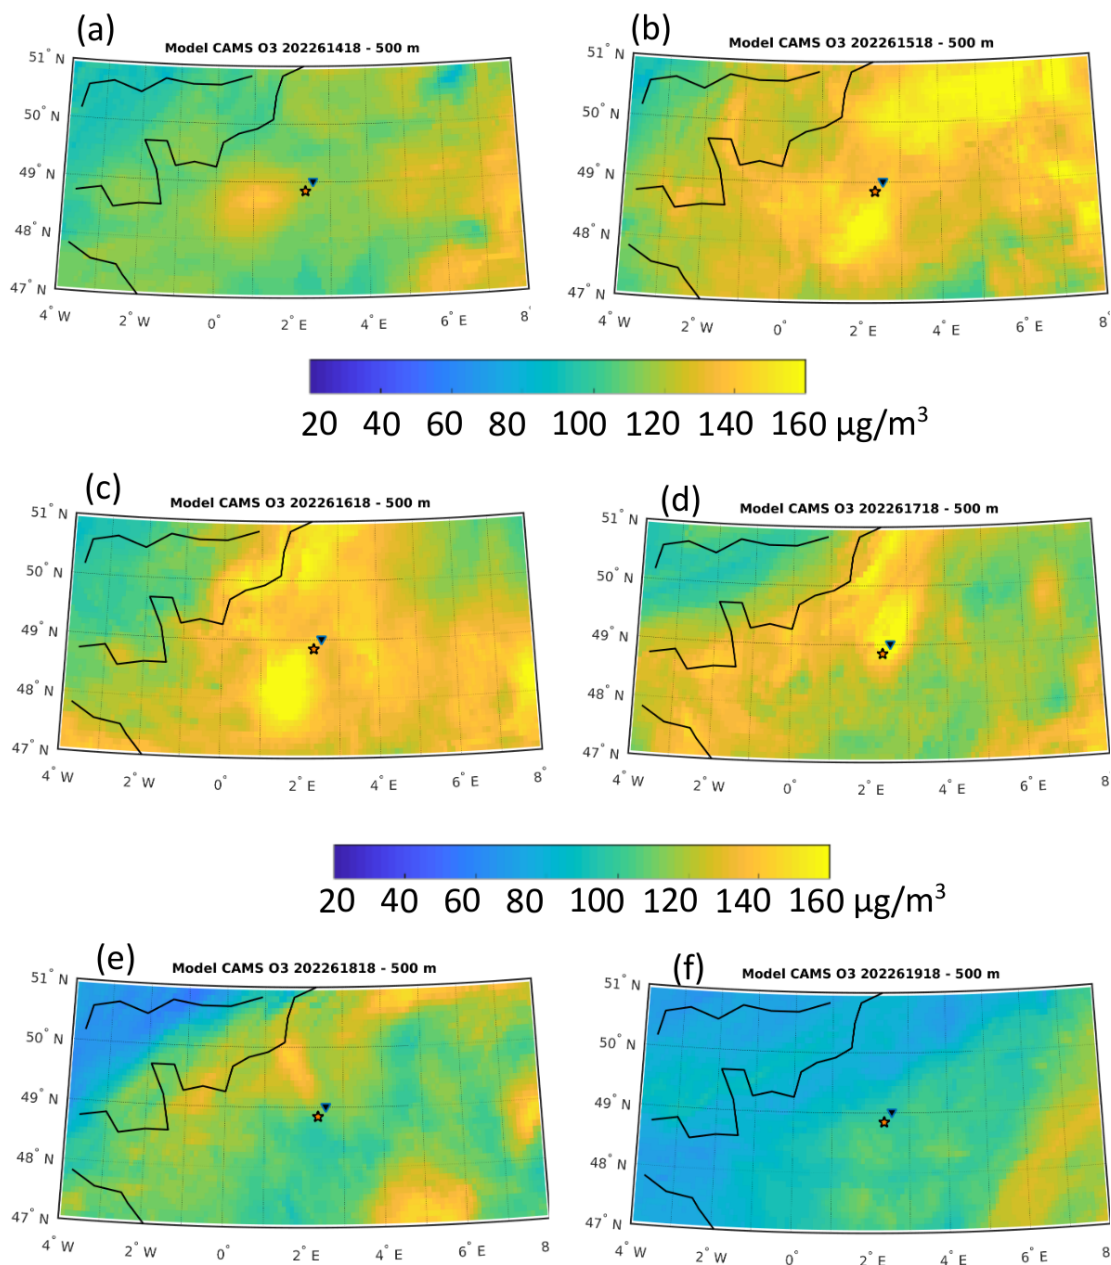 (a)
(b)
Model CAMS O3 202261418 - 500 m
Model CAMS O3 202261518 - 500 m
51° N
50° N
49° N
48° N
47° N
4° W
2° W
0°
2° E
4° E
6° E
8°
51° N
50° N
49° N
48° N
47° N
4° W
2° W
0°
2° E
4° E
6° E
8°
20 40 60 80 100 120 140 160 µg/m³
(c)
(d)
Model CAMS O3 202261618 - 500 m
Model CAMS O3 202261718 - 500 m
51° N
50° N
49° N
48° N
47° N
4° W
2° W
0°
2° E
4° E
6° E
8°
51° N
50° N
49° N
48° N
47° N
4° W
2° W
0°
2° E
4° E
6° E
8°
20 40 60 80 100 120 140 160 µg/m³
(e)
(f)
Model CAMS O3 202261818 - 500 m
Model CAMS O3 202261918 - 500 m
51° N
50° N
49° N
48° N
47° N
4° W
2° W
0°
2° E
4° E
6° E
8
51° N
50° N
49° N
48° N
47° N
4° W
2° W
0°
2° E
4° E
6° E
8°